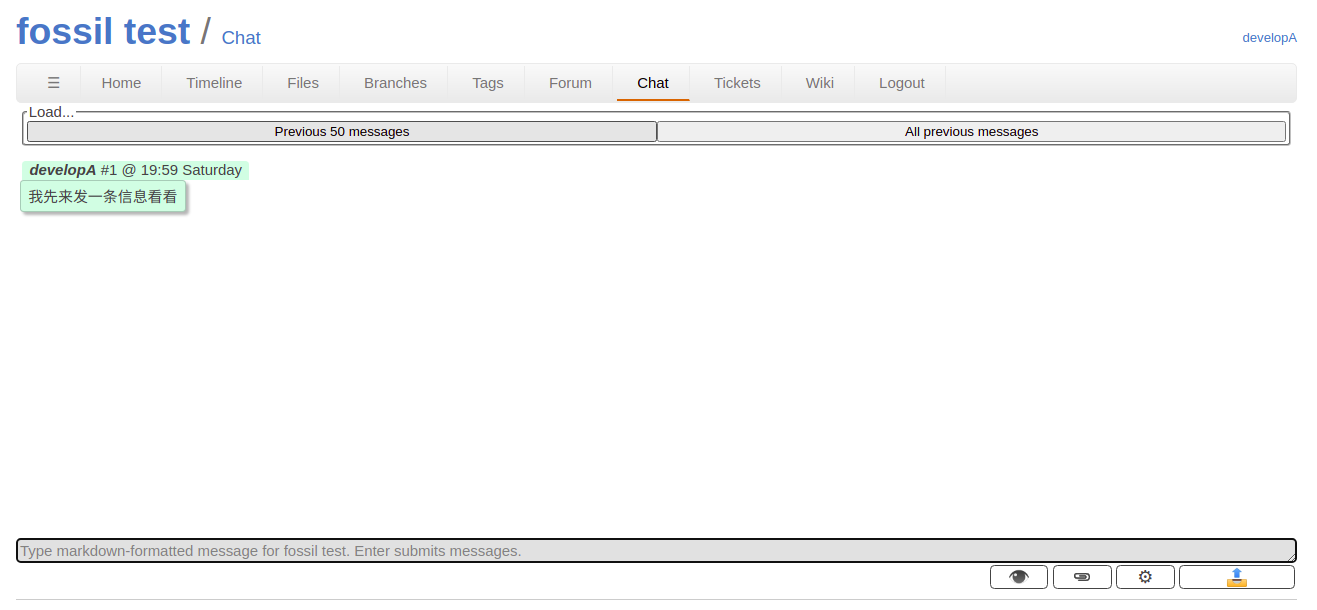 fossil test / Chat
developA
☰ Home Timeline Files Branches Tags Forum Chat Tickets Wiki Logout
Load...
Previous 50 messages All previous messages
developA #1 @ 19:59 Saturday
我先来发一条信息看看
Type markdown-formatted message for fossil test. Enter submits messages.